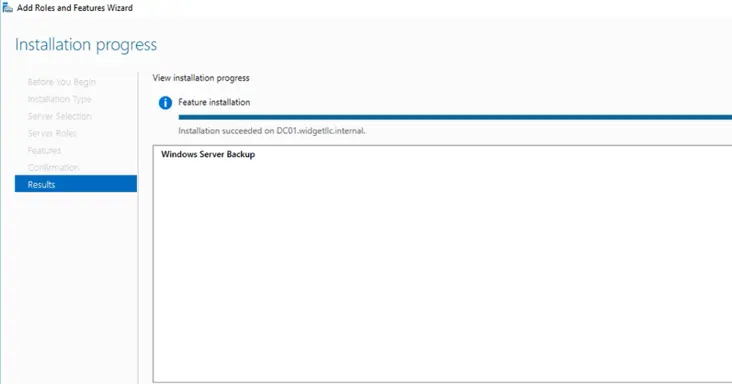 Add Roles and Features Wizard
Installation progress
Before You Begin
Installation Type
Server Selection
Server Roles
Features
Confirmation
Results
View installation progress
Feature installation
Installation succeeded on DC01.widgetllc.internal.
Windows Server Backup